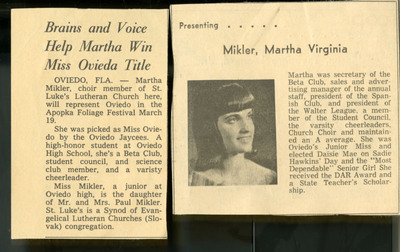 Brains and Voice
Help Martha Win
Miss Ovieda Title
OVIEDO, FLA. — Martha
Mikler, choir member of St.
Luke's Lutheran Church here,
will represent Oviedo in the
Apopka Foliage Festival March
19.
She was picked as Miss Ovie-
do by the Oviedo Jaycees. A
high-honor student at Oviedo
High School, she's a Beta Club,
student council, and science
club member, and a varisty
cheerleader.
Miss Mikler, a junior at
Oviedo high, is the daughter
of Mr. and Mrs. Paul Mikler.
St. Luke's is a Synod of Evan-
gelical Lutheran Churches (Slo-
vak) congregation.
Presenting . . . . .
Mikler, Martha Virginia
Martha was secretary of the
Beta Club, sales and adver-
tising manager of the annual
staff, president of the Span-
ish Club, and president of
the Walter League, a mem-
ber of the Student Council,
the varsity cheerleaders,
Church Choir and maintain-
ed an A average. She was
Oviedo's Junior Miss and
elected Daisie Mae on Sadie
Hawkins' Day and the "Most
Dependable" Senior Girl She
received the DAR Award and
a State Teacher's Scholar-
ship.